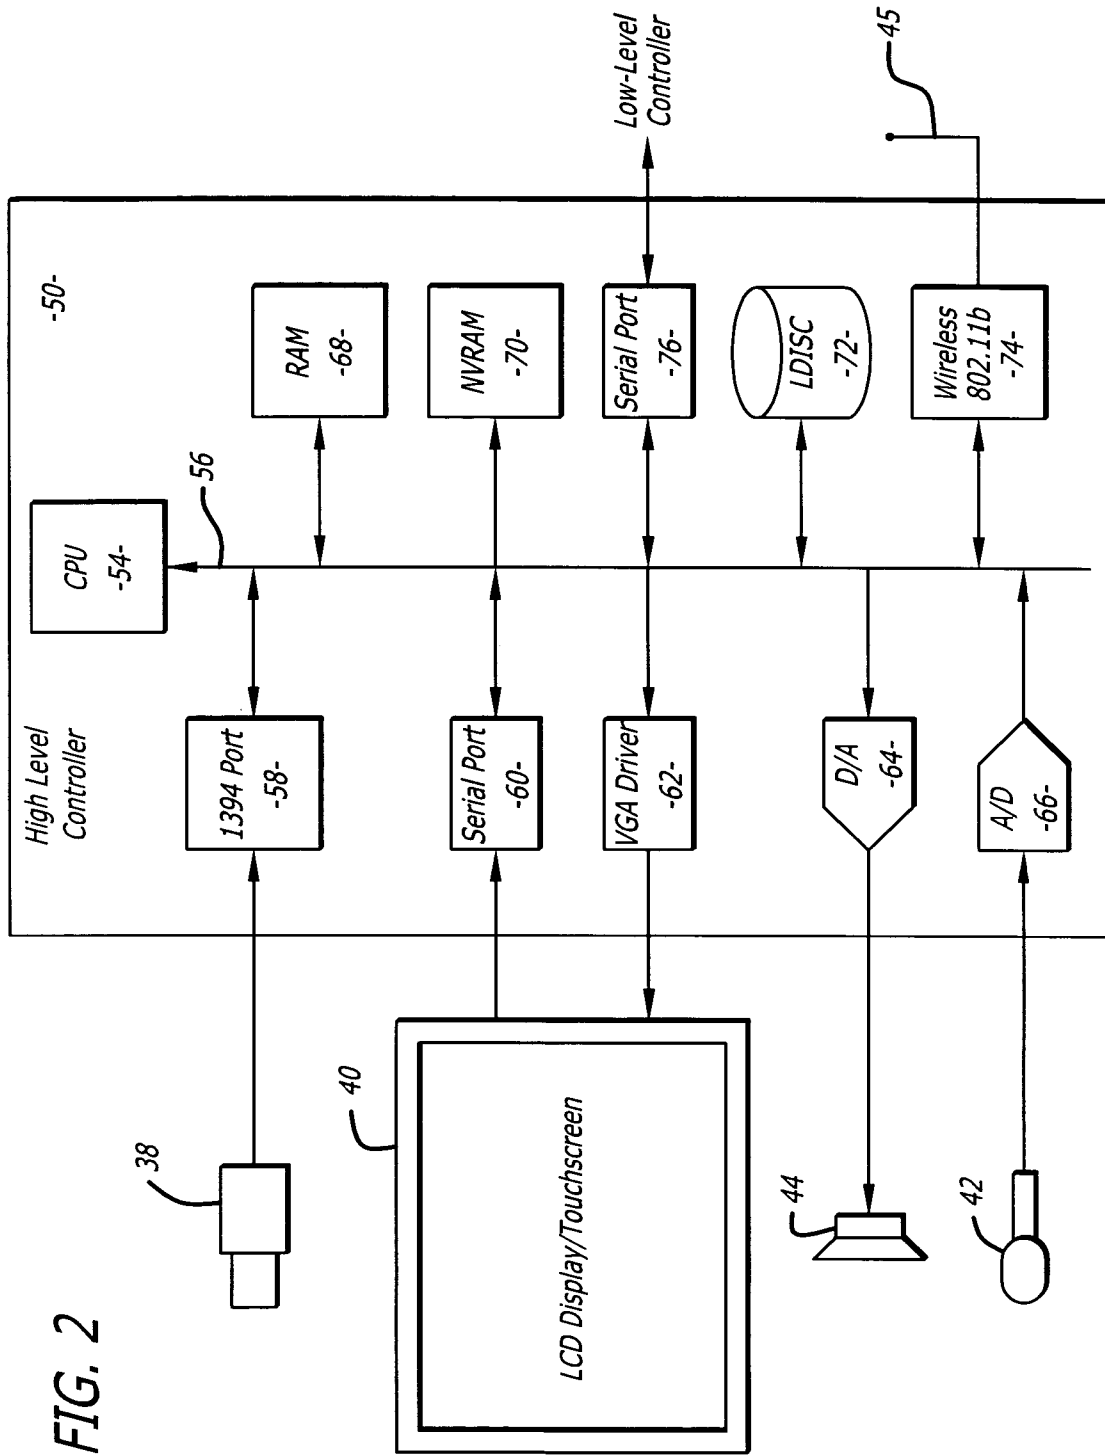 FIG. 2
High Level
Controller
-50-
CPU
-54-
56
38
1394 Port
-58-
RAM
-68-
40
LCD Display/Touchscreen
Serial Port
-60-
NVRAM
-70-
VGA Driver
-62-
Serial Port
-76-
Low-Level
Controller
44
D/A
-64-
LDISC
-72-
42
A/D
-66-
Wireless
802.11b
-74-
45